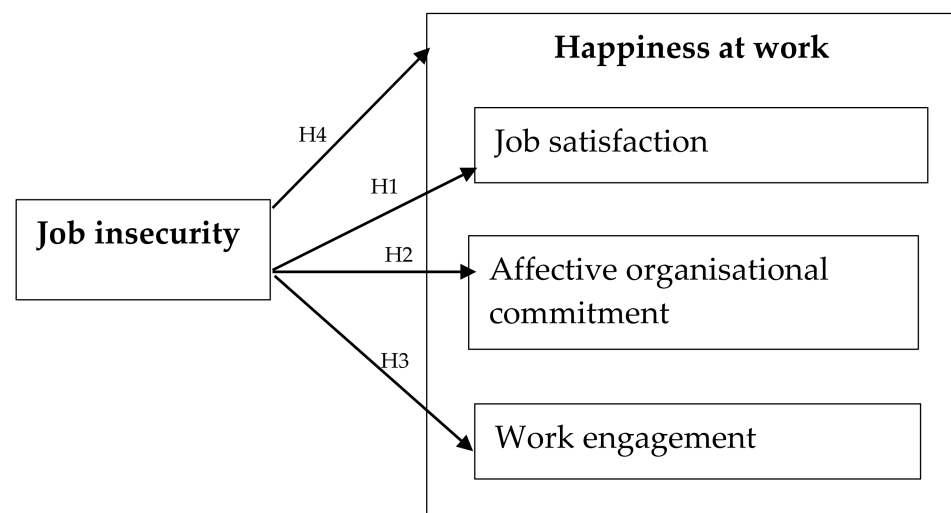 Happiness at work
H4
Job satisfaction
H1
Job insecurity
H2
Affective organisational
commitment
H3
Work engagement